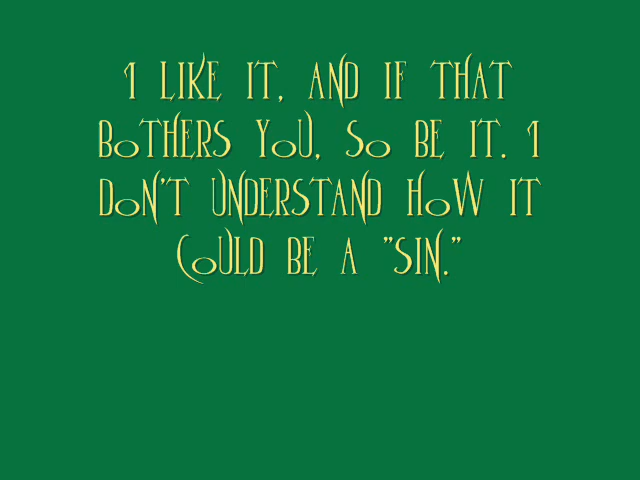 I like it, and if that
bothers you, so be it. I
don't understand how it
could be a "sin."